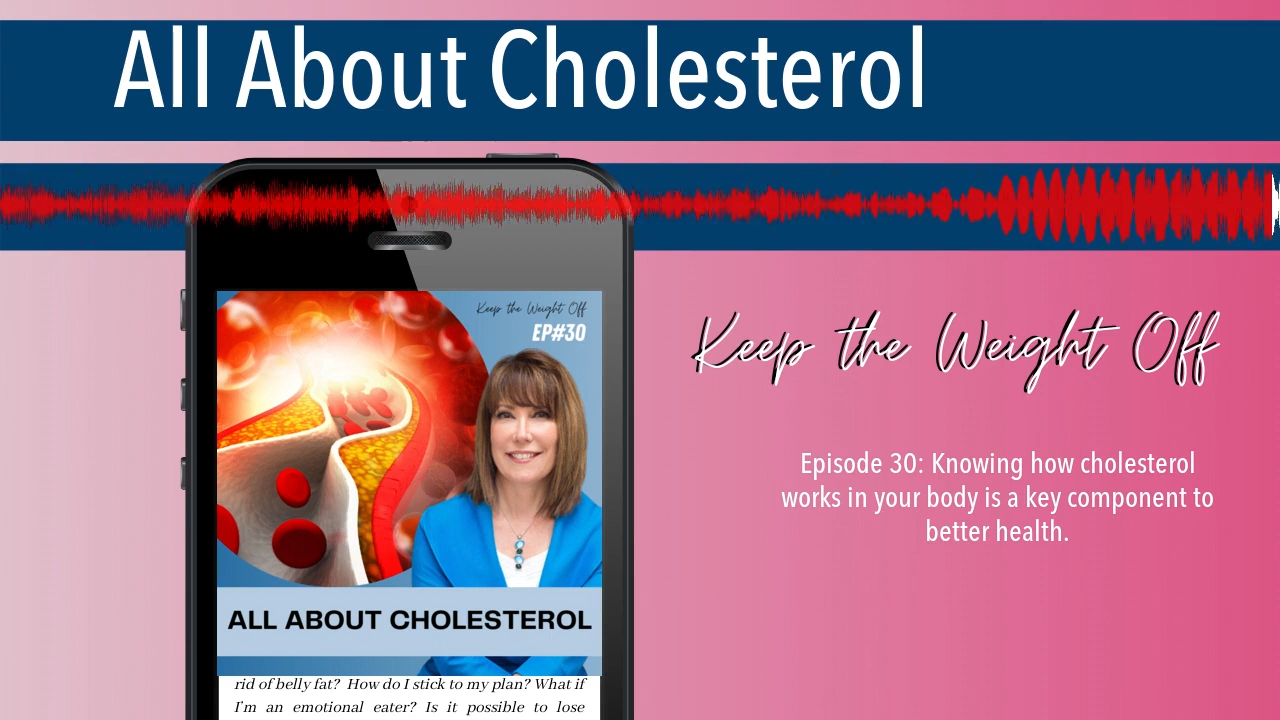 All About Cholesterol
Keep the Weight Off
EP#30
ALL ABOUT CHOLESTEROL
rid of belly fat? How do I stick to my plan? What if
I'm an emotional eater? Is it possible to lose
Keep the Weight Off
Episode 30: Knowing how cholesterol
works in your body is a key component to
better health.